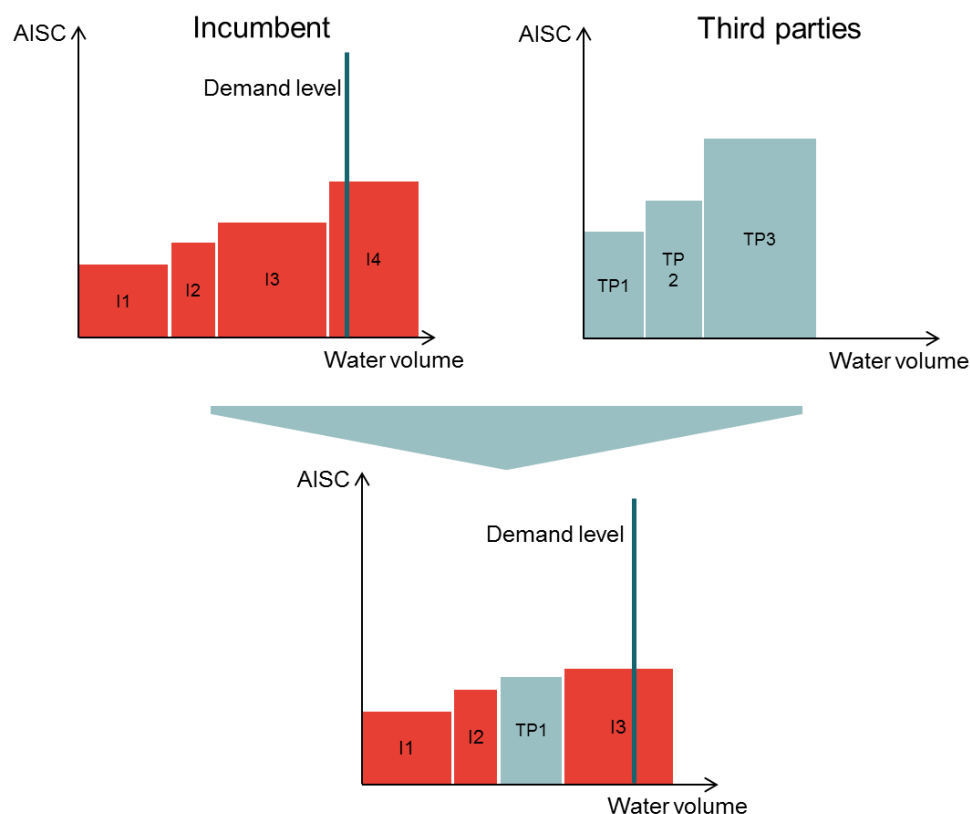 Incumbent
AISC
Demand level
I1
I2
I3
I4
Water volume
Third parties
AISC
TP1
TP
2
TP3
Water volume
AISC
Demand level
I1
I2
TP1
I3
Water volume